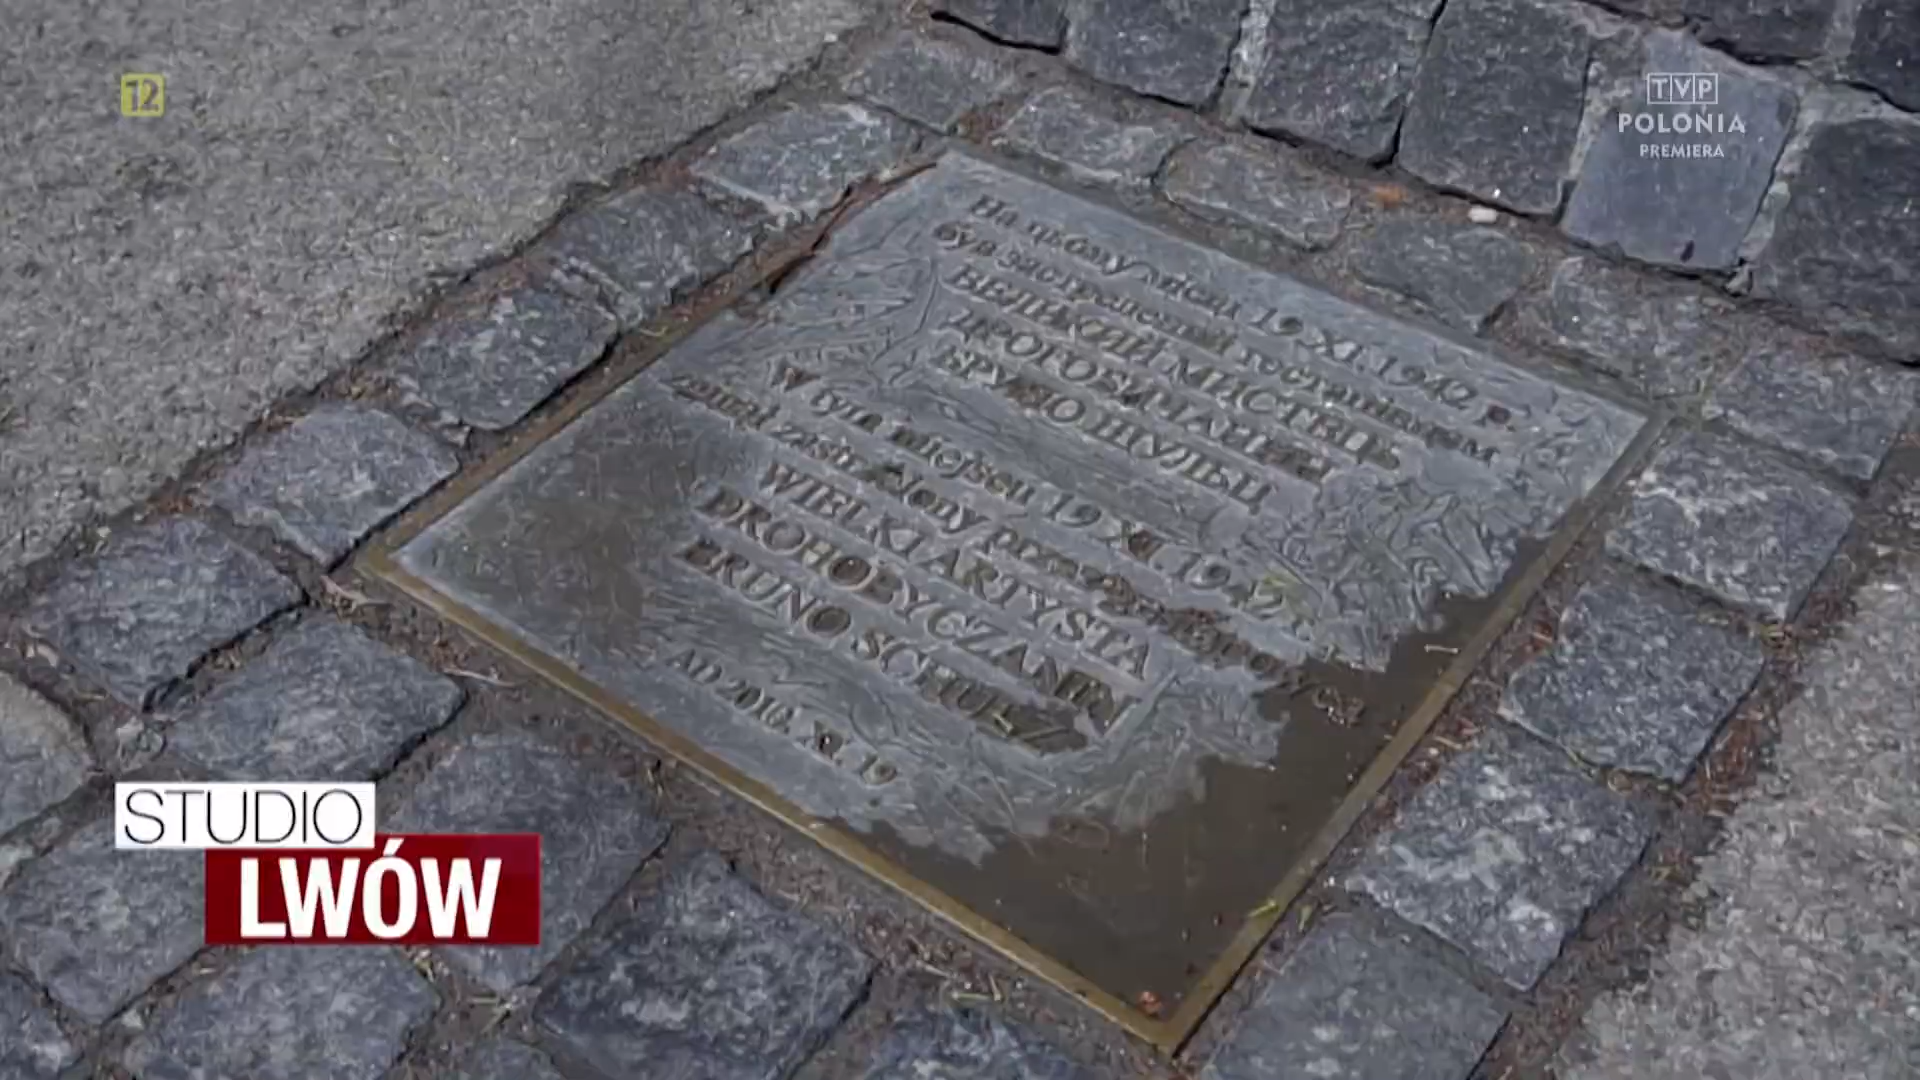 12
TVP
POLONIA
PREMIERA
На цьому місці 19 XI. 1942 р.
був застрелений гестапівцем
ВЕЛИКИЙ МИСТЕЦЬ
ДРОГОБИЧАНИН
БРУНО ШУЛЬЦ
W tym miejscu 19 XI. 1942
został zastrzelony przez
WIELKI ARTYSTA
DROHOBYCZANIN
BRUNO SCHULZ
AD 2016. XI. 19
STUDIO
LWÓW